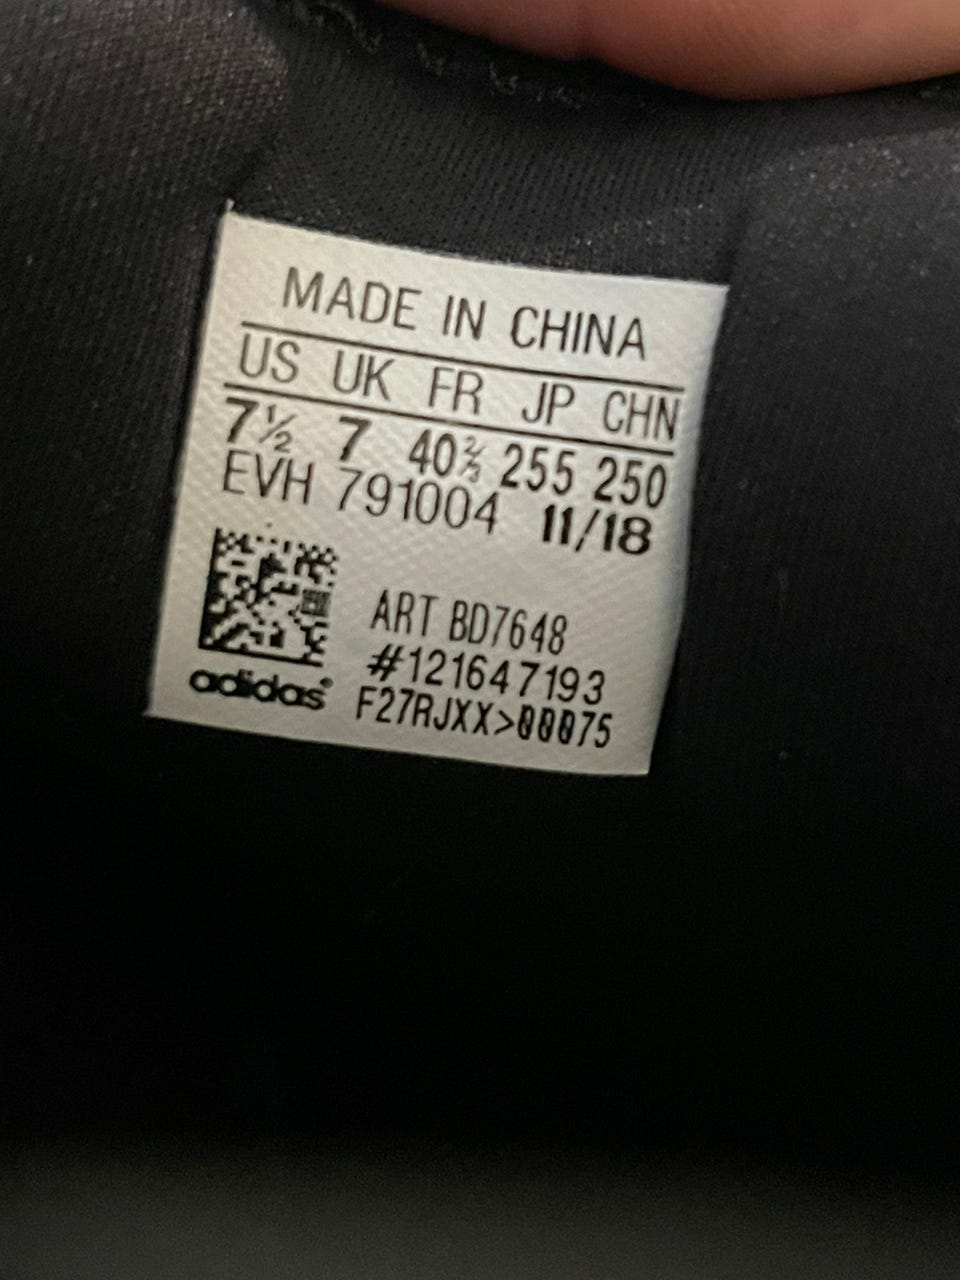 MADE IN CHINA
US UK FR JP CHN
7½ 7 40⅔ 255 250
EVH 791004 11/18
ART BD7648
#121647193
adidas® F27RJXX>00075